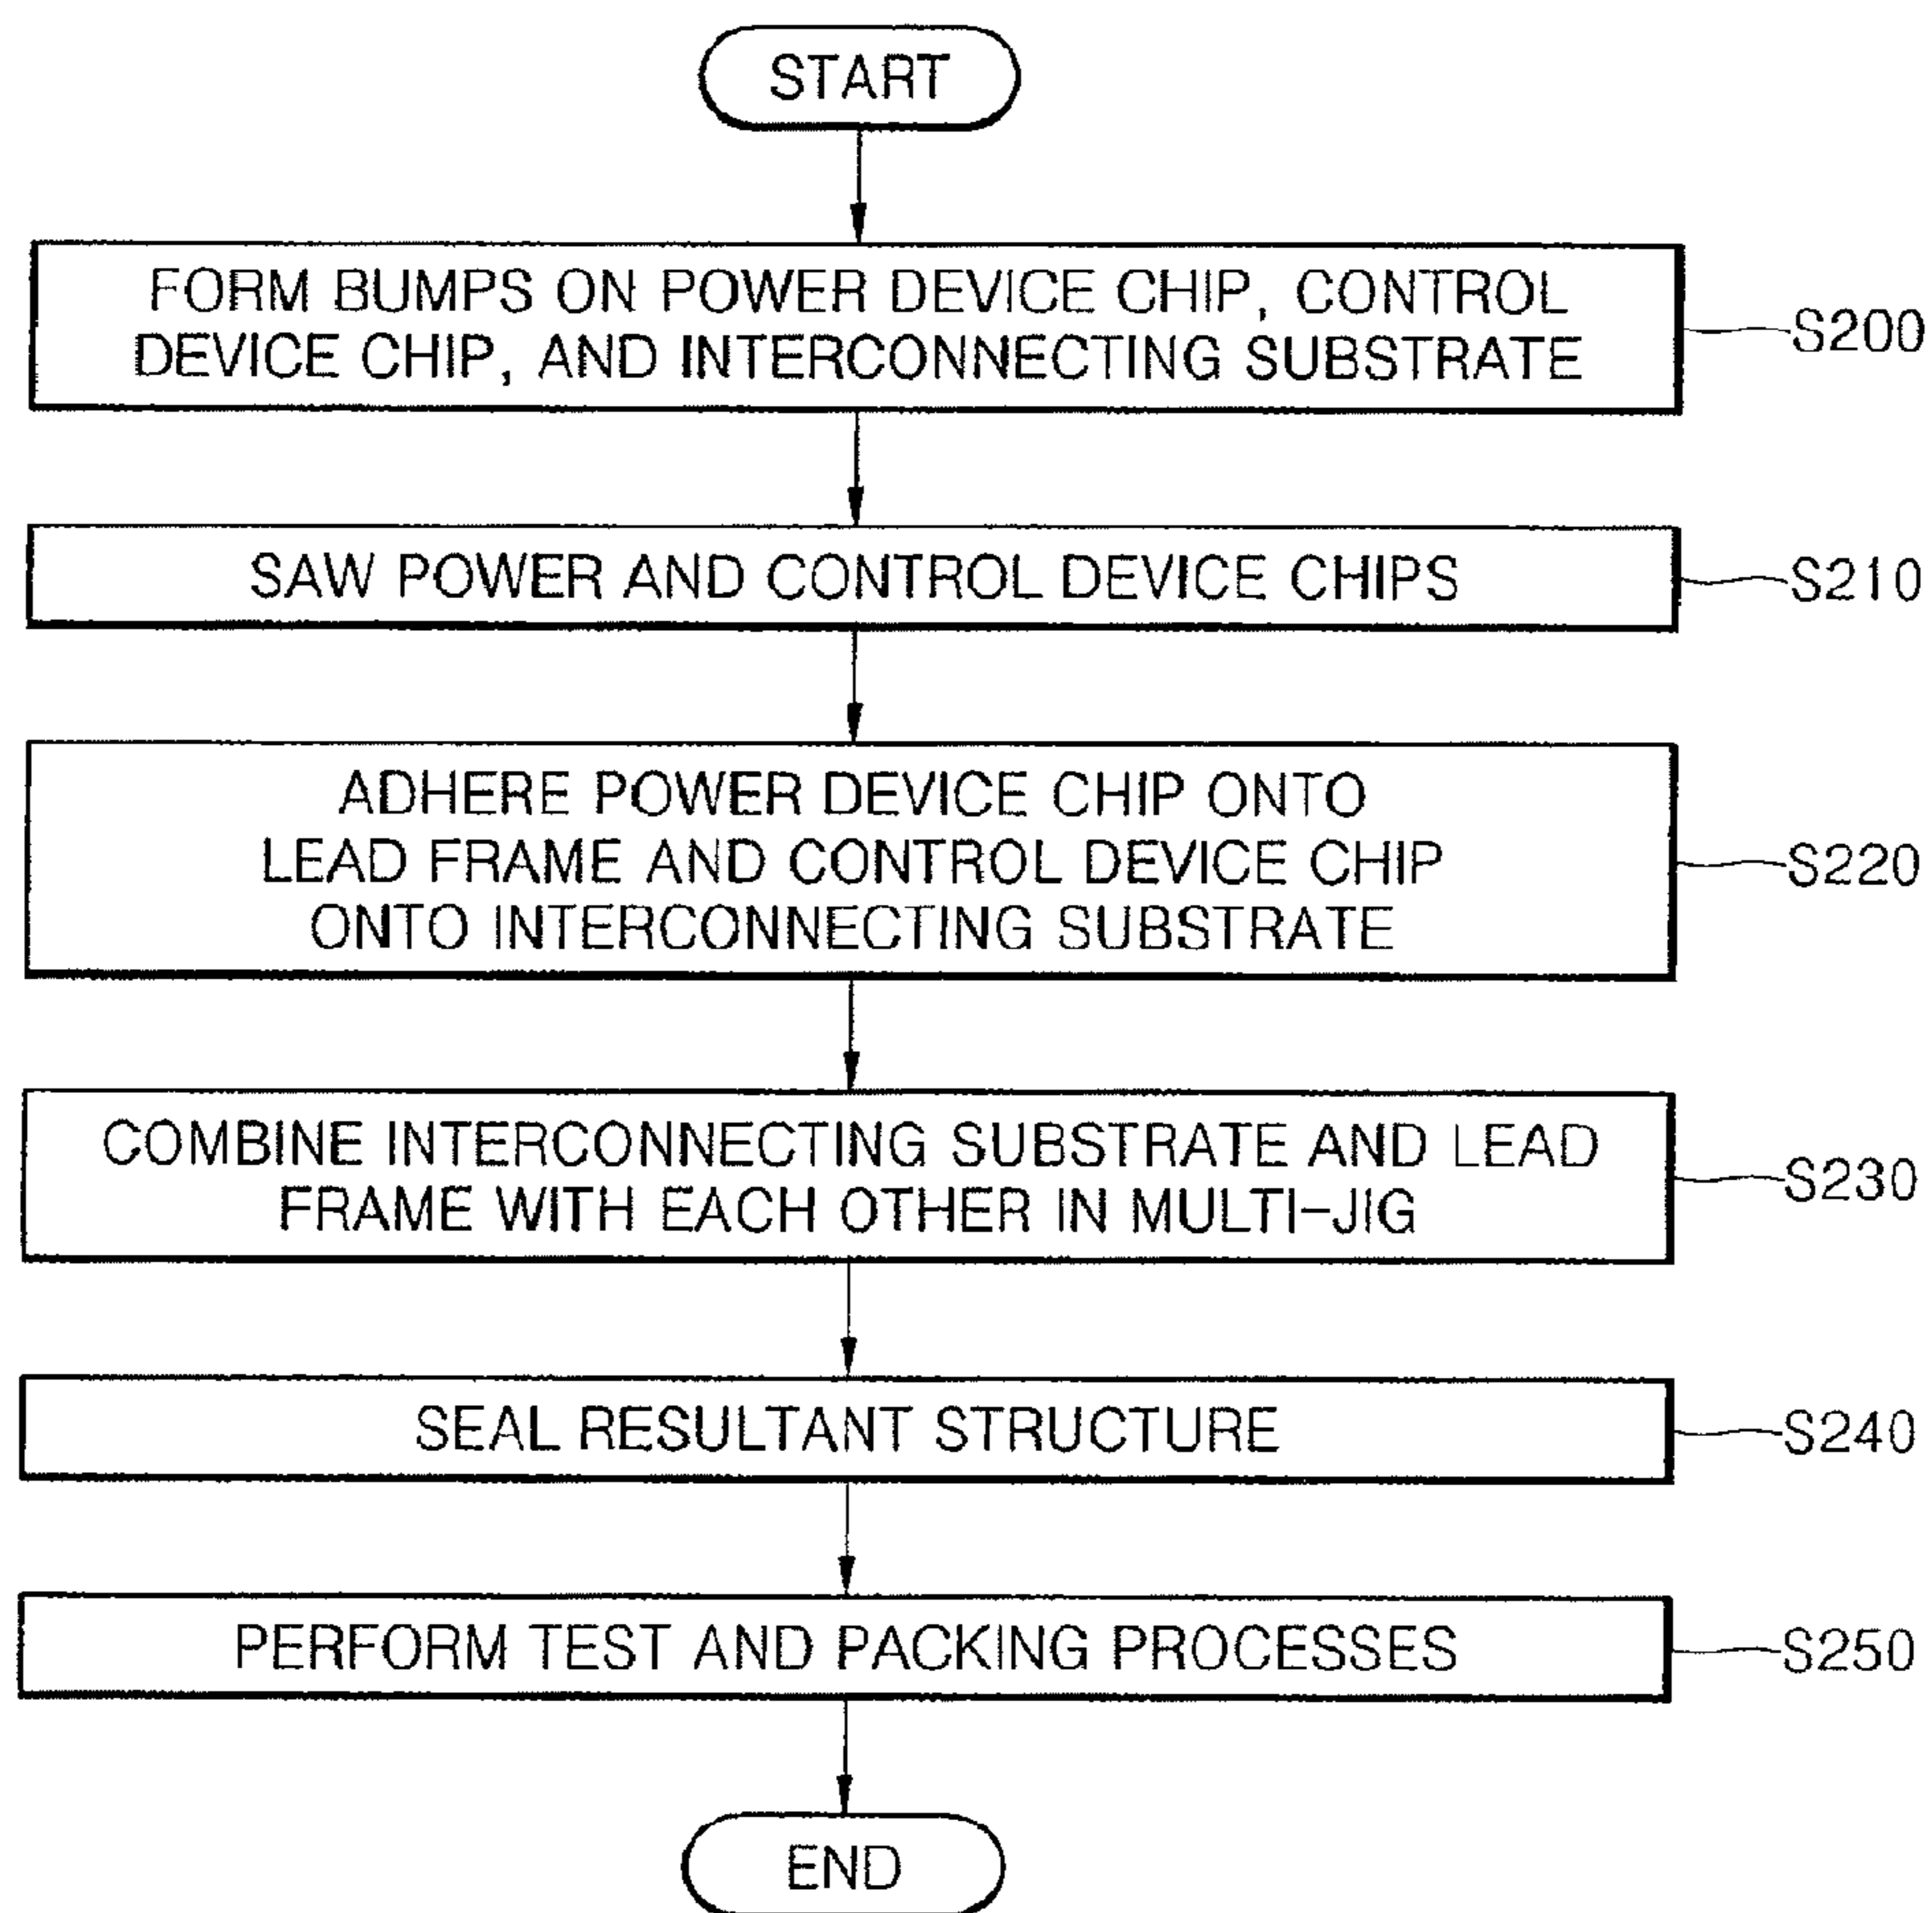 START
FORM BUMPS ON POWER DEVICE CHIP, CONTROL
DEVICE CHIP, AND INTERCONNECTING SUBSTRATE
S200
SAW POWER AND CONTROL DEVICE CHIPS
S210
ADHERE POWER DEVICE CHIP ONTO
LEAD FRAME AND CONTROL DEVICE CHIP
ONTO INTERCONNECTING SUBSTRATE
S220
COMBINE INTERCONNECTING SUBSTRATE AND LEAD
FRAME WITH EACH OTHER IN MULTI-JIG
S230
SEAL RESULTANT STRUCTURE
S240
PERFORM TEST AND PACKING PROCESSES
S250
END